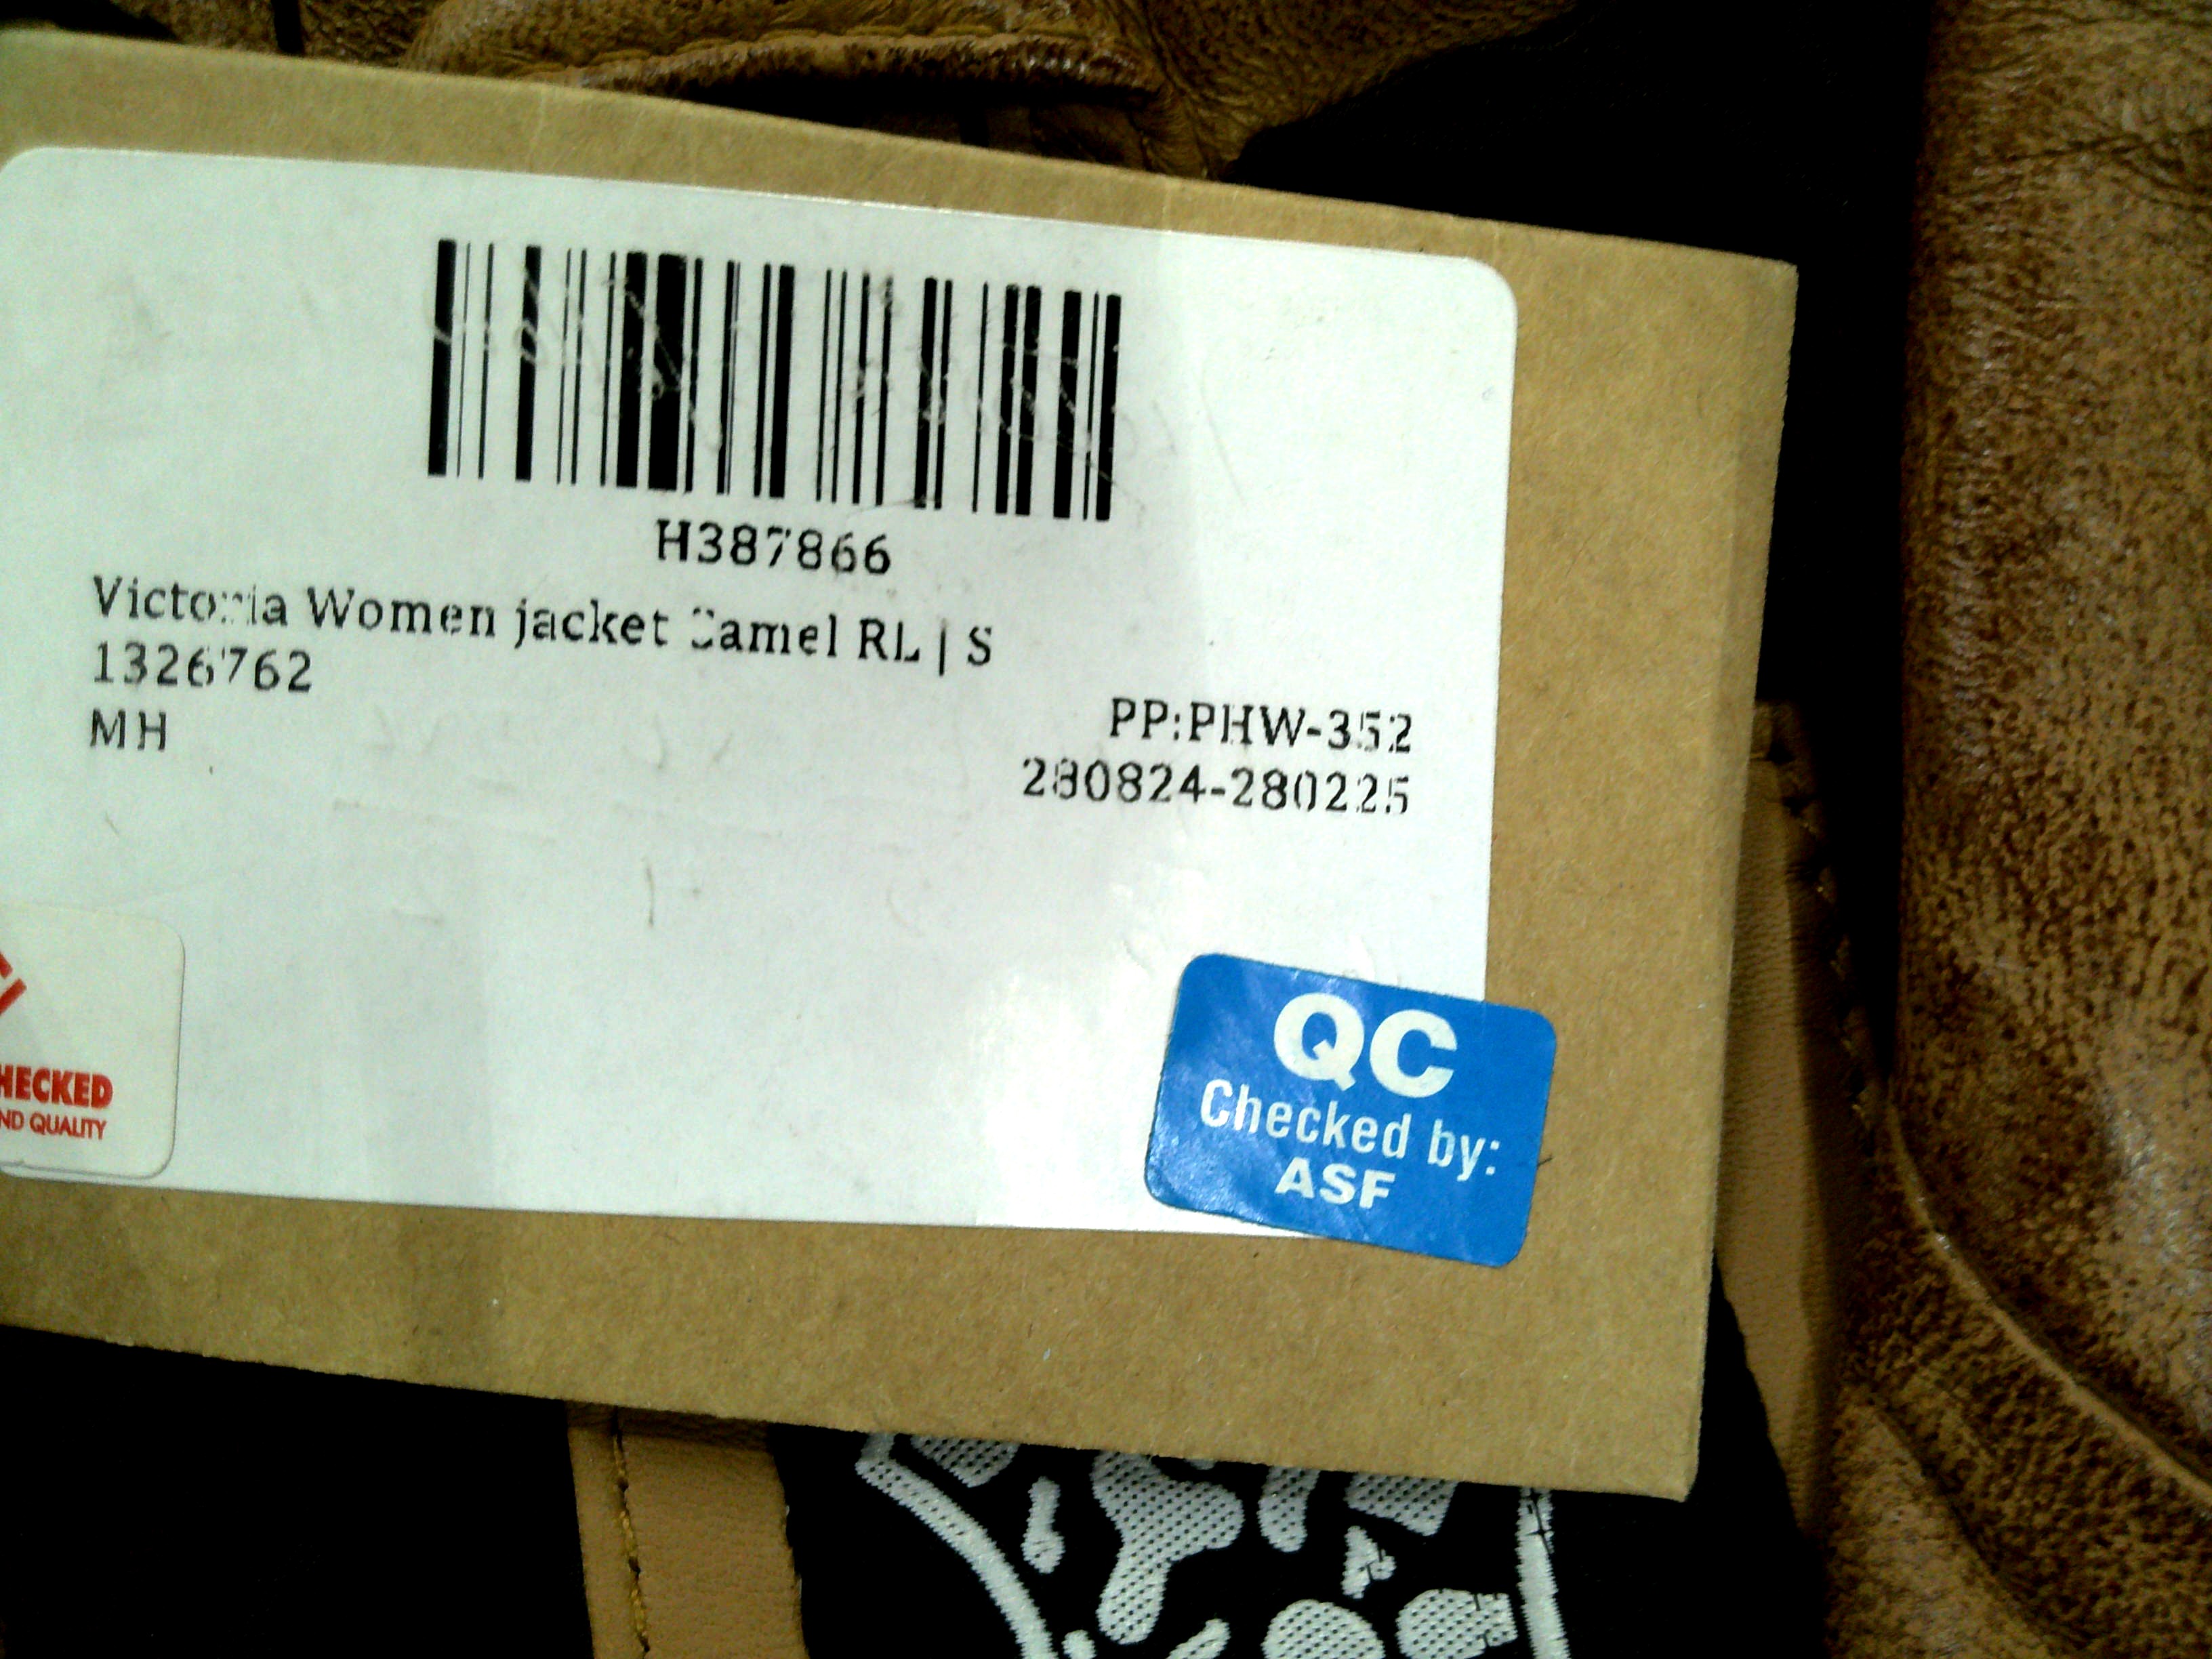 H387866
Victoria Women jacket Camel RL | S
1326762
MH
PP:PHW-352
280824-280225
HECKED
ND QUALITY
QC
Checked by:
ASF